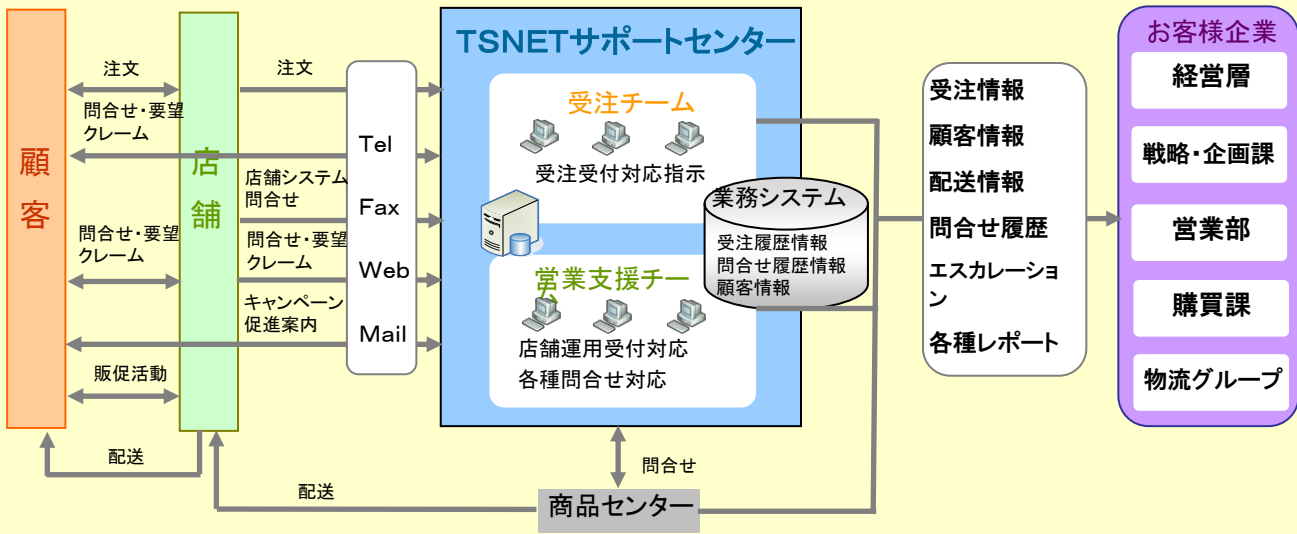 顧客
店舗
注文
問合せ・要望
クレーム
問合せ・要望
クレーム
販促活動
配送
注文
店舗システム
問合せ
問合せ・要望
クレーム
キャンペーン
促進案内
配送
Tel
Fax
Web
Mail
TSNETサポートセンター
受注チーム
受注受付対応指示
営業支援チー
ム
店舗運用受付対応
各種問合せ対応
業務システム
受注履歴情報
問合せ履歴情報
顧客情報
問合せ
商品センター
受注情報
顧客情報
配送情報
問合せ履歴
エスカレーショ
ン
各種レポート
お客様企業
経営層
戦略・企画課
営業部
購買課
物流グループ